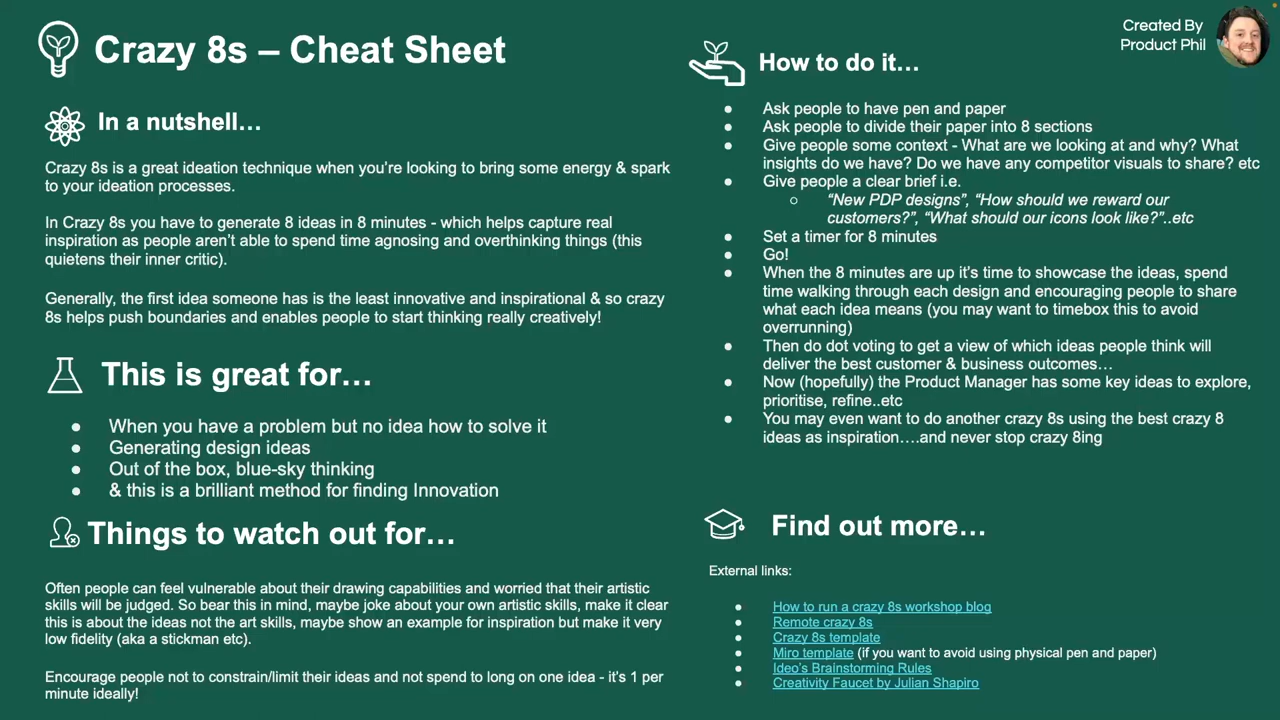 Crazy 8s – Cheat Sheet
In a nutshell…
Crazy 8s is a great ideation technique when you’re looking to bring some energy & spark
to your ideation processes.
In Crazy 8s you have to generate 8 ideas in 8 minutes - which helps capture real
inspiration as people aren’t able to spend time agnosing and overthinking things (this
quietens their inner critic).
Generally, the first idea someone has is the least innovative and inspirational & so crazy
8s helps push boundaries and enables people to start thinking really creatively!
This is great for…
● When you have a problem but no idea how to solve it
● Generating design ideas
● Out of the box, blue-sky thinking
● & this is a brilliant method for finding Innovation
Things to watch out for…
Often people can feel vulnerable about their drawing capabilities and worried that their artistic
skills will be judged. So bear this in mind, maybe joke about your own artistic skills, make it clear
this is about the ideas not the art skills, maybe show an example for inspiration but make it very
low fidelity (aka a stickman etc).
Encourage people not to constrain/limit their ideas and not spend to long on one idea - it’s 1 per
minute ideally!
Created By
Product Phil
How to do it…
● Ask people to have pen and paper
● Ask people to divide their paper into 8 sections
● Give people some context - What are we looking at and why? What
insights do we have? Do we have any competitor visuals to share? etc
● Give people a clear brief i.e.
○ “New PDP designs”, “How should we reward our
customers?”, “What should our icons look like?”..etc
● Set a timer for 8 minutes
● Go!
● When the 8 minutes are up it’s time to showcase the ideas, spend
time walking through each design and encouraging people to share
what each idea means (you may want to timebox this to avoid
overrunning)
● Then do dot voting to get a view of which ideas people think will
deliver the best customer & business outcomes…
● Now (hopefully) the Product Manager has some key ideas to explore,
prioritise, refine..etc
● You may even want to do another crazy 8s using the best crazy 8
ideas as inspiration….and never stop crazy 8ing
Find out more…
External links:
● How to run a crazy 8s workshop blog
● Remote crazy 8s
● Crazy 8s template
● Miro template (if you want to avoid using physical pen and paper)
● Ideo’s Brainstorming Rules
● Creativity Faucet by Julian Shapiro